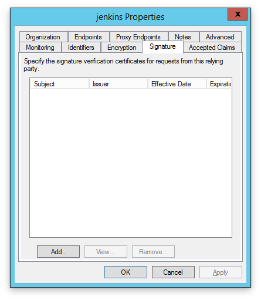 jenkins Properties
x
Organization Endpoints Proxy Endpoints Notes Advanced
Monitoring Identifiers Encryption Signature Accepted Claims
Specify the signature verification certificates for requests from this relying
party.
Subject Issuer Effective Date Expiratio
Add... View... Remove...
OK Cancel Apply